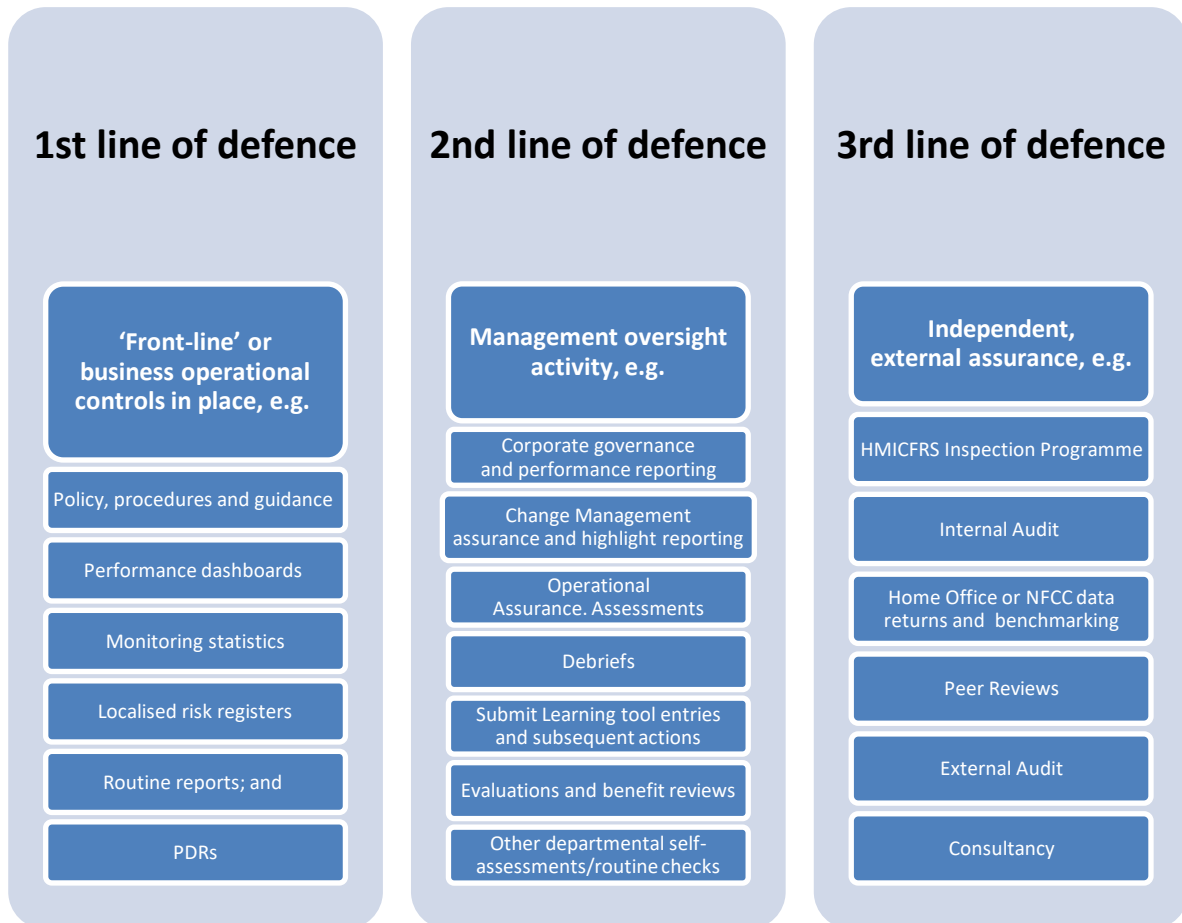 1st line of defence
‘Front-line’ or
business operational
controls in place, e.g.
Policy, procedures and guidance
Performance dashboards
Monitoring statistics
Localised risk registers
Routine reports; and
PDRs
2nd line of defence
Management oversight
activity, e.g.
Corporate governance
and performance reporting
Change Management
assurance and highlight reporting
Operational
Assurance. Assessments
Debriefs
Submit Learning tool entries
and subsequent actions
Evaluations and benefit reviews
Other departmental self-
assessments/routine checks
3rd line of defence
Independent,
external assurance, e.g.
HMICFRS Inspection Programme
Internal Audit
Home Office or NFCC data
returns and benchmarking
Peer Reviews
External Audit
Consultancy